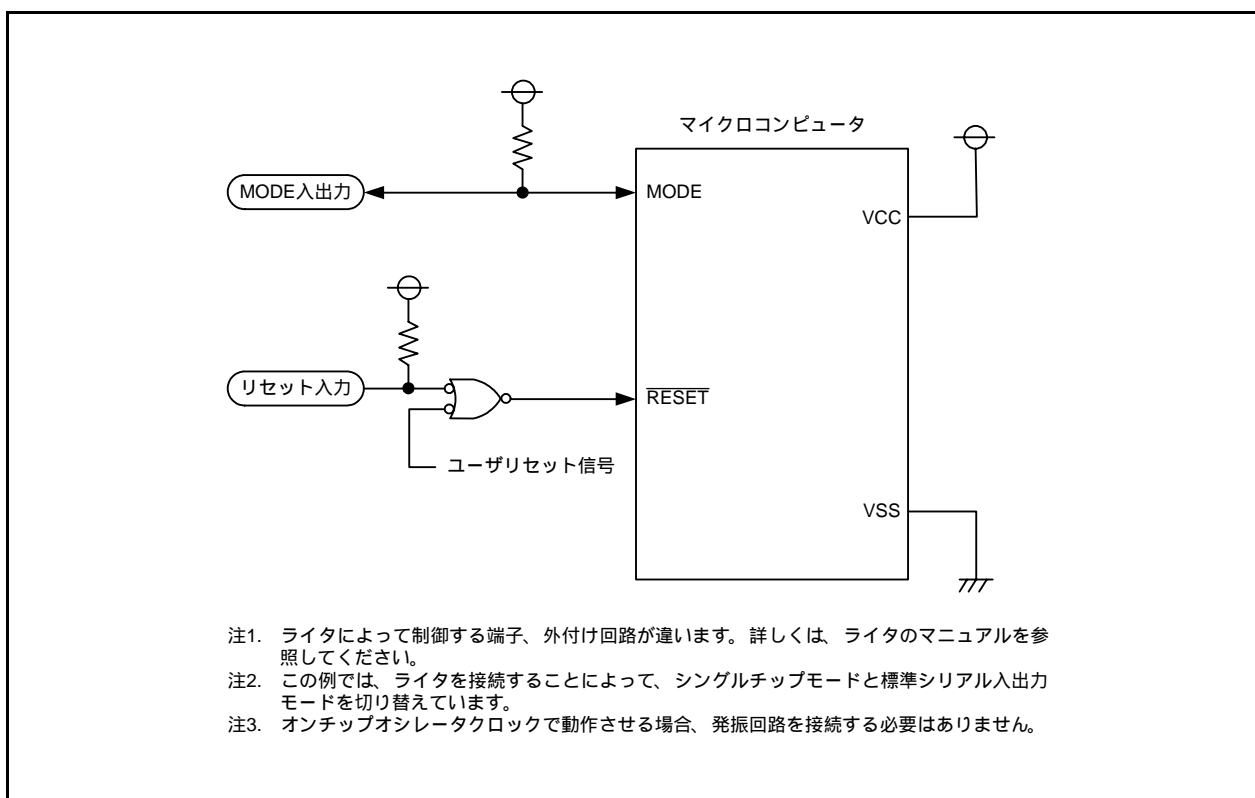 マイクロコンピュータ
MODE入出力
MODE
VCC
リセット入力
RESET
ユーザリセット信号
VSS
注1. ライタによって制御する端子、外付け回路が違います。詳しくは、ライタのマニュアルを参
照してください。
注2. この例では、ライタを接続することによって、シングルチップモードと標準シリアル入出力
モードを切り替えています。
注3. オンチップオシレータクロックで動作させる場合、発振回路を接続する必要はありません。